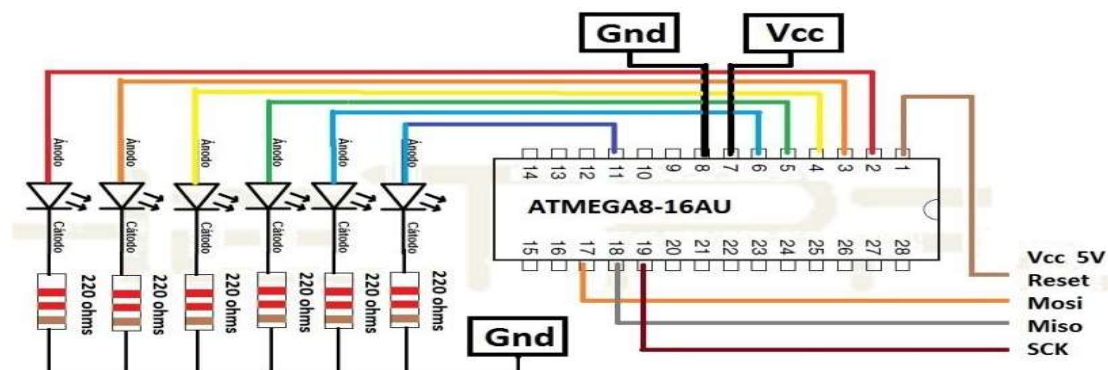 Gnd Vcc
Ánodo Ánodo Ánodo Ánodo Ánodo Ánodo
14 13 12 11 10 9 8 7 6 5 4 3 2 1
ATMEGA8-16AU
Cátodo Cátodo Cátodo Cátodo Cátodo Cátodo
15 16 17 18 19 20 21 22 23 24 25 26 27 28
220 ohms 220 ohms 220 ohms 220 ohms 220 ohms 220 ohms
Vcc 5V
Reset
Mosi
Miso
SCK
Gnd